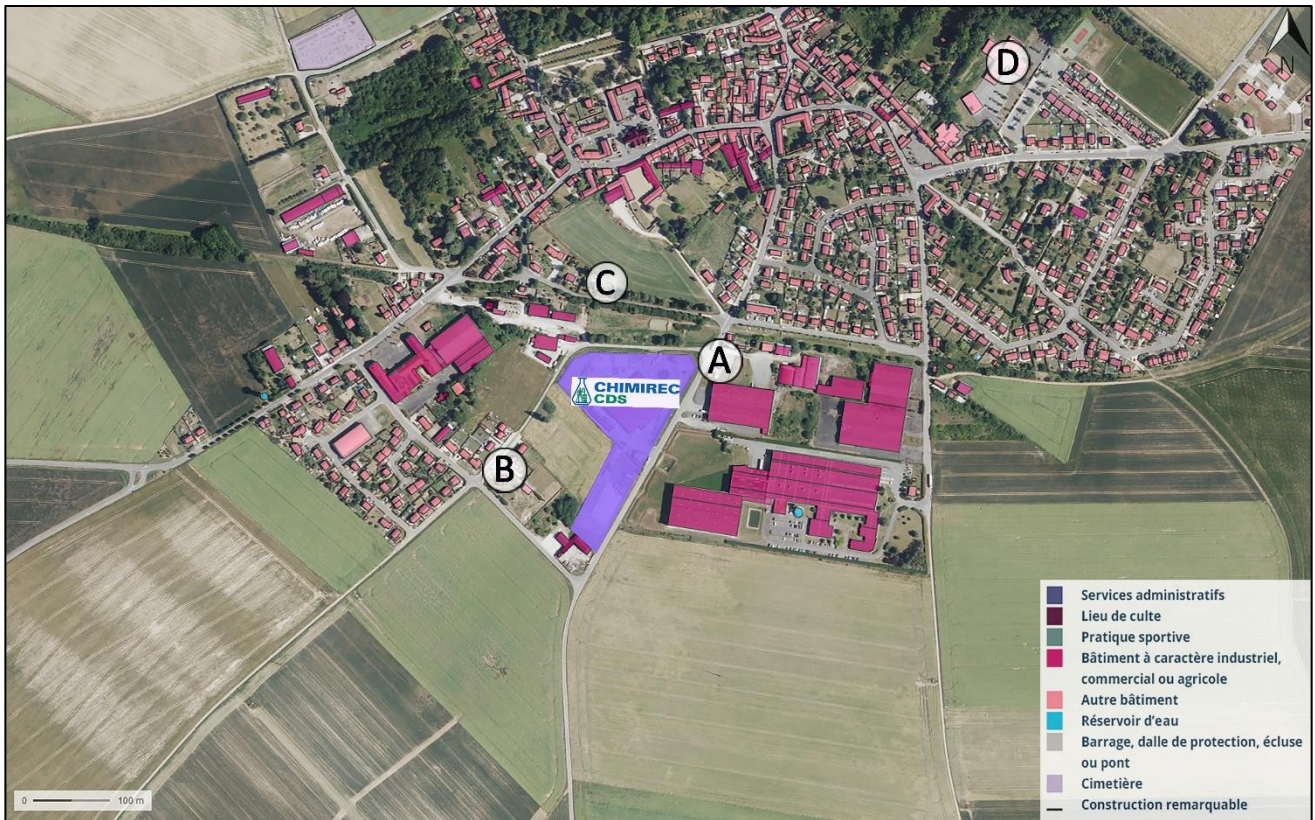 D
N
C
A
CHIMIREC
CDS
B
Services administratifs
Lieu de culte
Pratique sportive
Bâtiment à caractère industriel,
commercial ou agricole
Autre bâtiment
Réservoir d'eau
Barrage, dalle de protection, écluse
ou pont
Cimetière
Construction remarquable
0 100 m